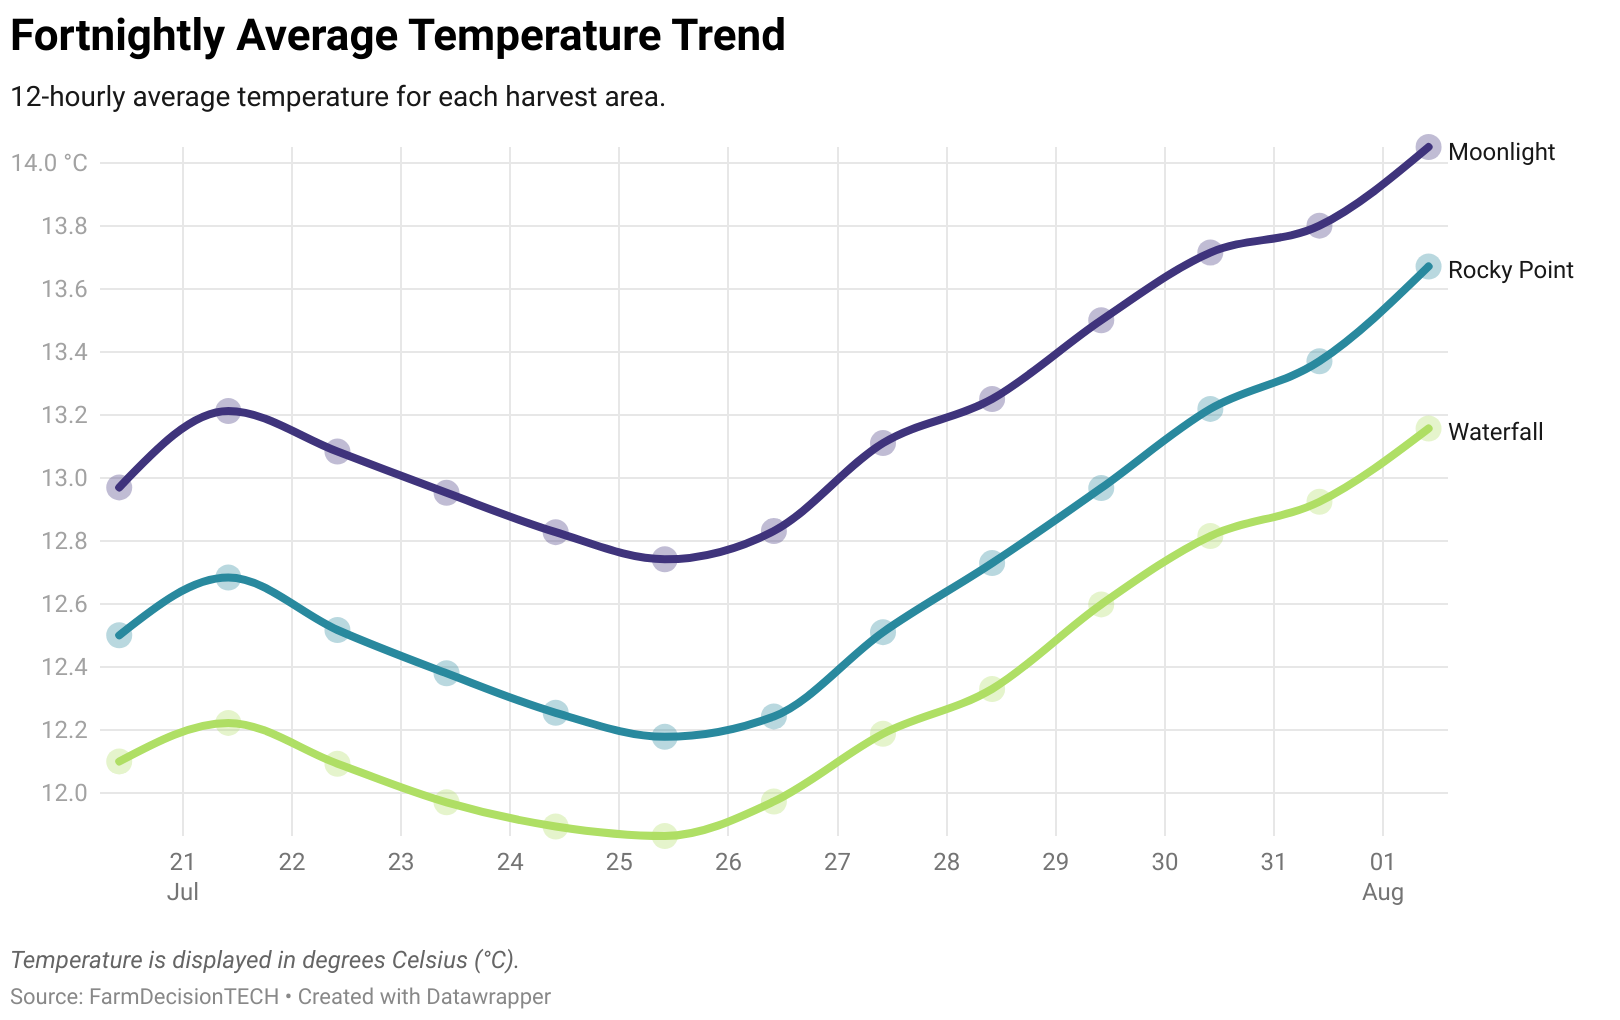 Fortnightly Average Temperature Trend
12-hourly average temperature for each harvest area.
14.0 °C
13.8
13.6
13.4
13.2
13.0
12.8
12.6
12.4
12.2
12.0
Moonlight
Rocky Point
Waterfall
21 22 23 24 25 26 27 28 29 30 31 01
Jul Aug
Temperature is displayed in degrees Celsius (°C).
Source: FarmDecisionTECH • Created with Datawrapper